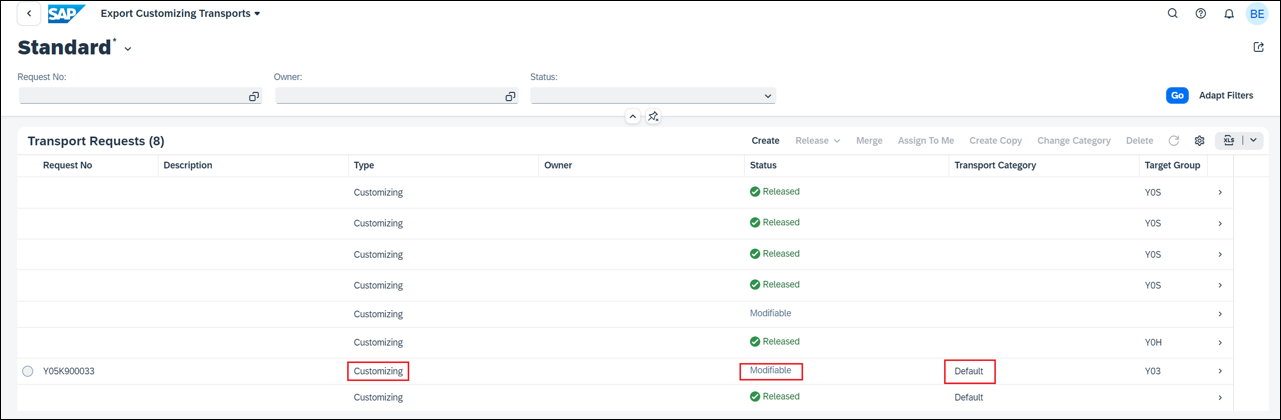 SAP Export Customizing Transports BE
Standard*
Request No: Owner: Status:
Go Adapt Filters
Transport Requests (8) Create Release Merge Assign To Me Create Copy Change Category Delete XLS
Request No Description Type Owner Status Transport Category Target Group
Customizing Released Y0S
Customizing Released Y0S
Customizing Released Y0S
Customizing Released Y0S
Customizing Modifiable
Customizing Released Y0H
Y05K900033 Customizing Modifiable Default Y03
Customizing Released Default